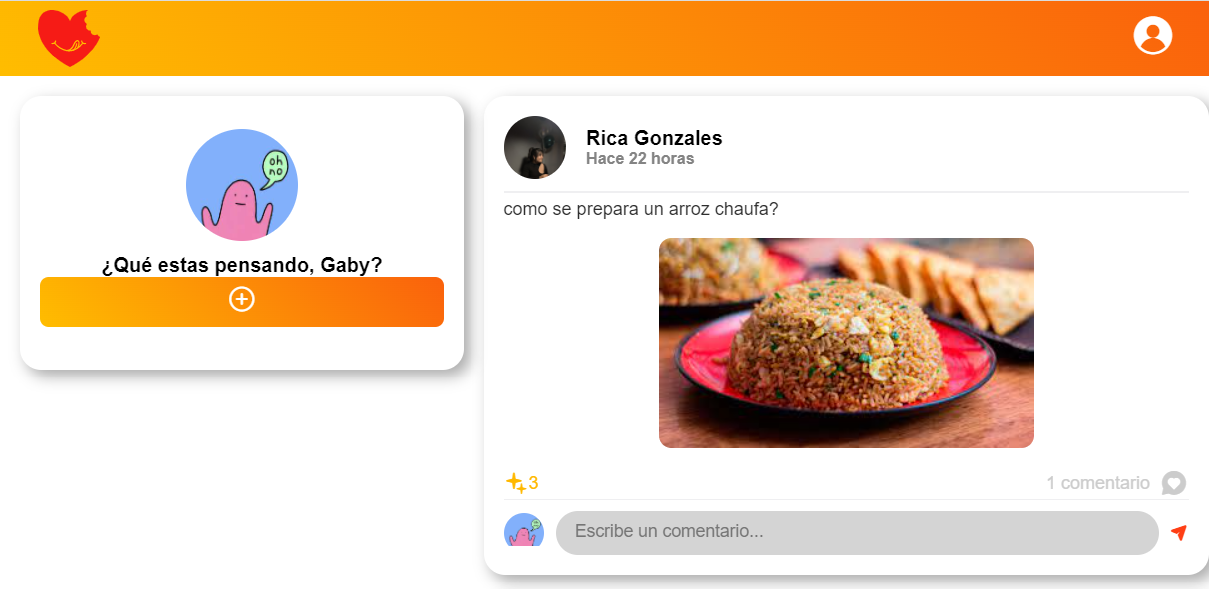 oh
no
¿Qué estas pensando, Gaby?
Rica Gonzales
Hace 22 horas
como se prepara un arroz chaufa?
3
1 comentario
Escribe un comentario...